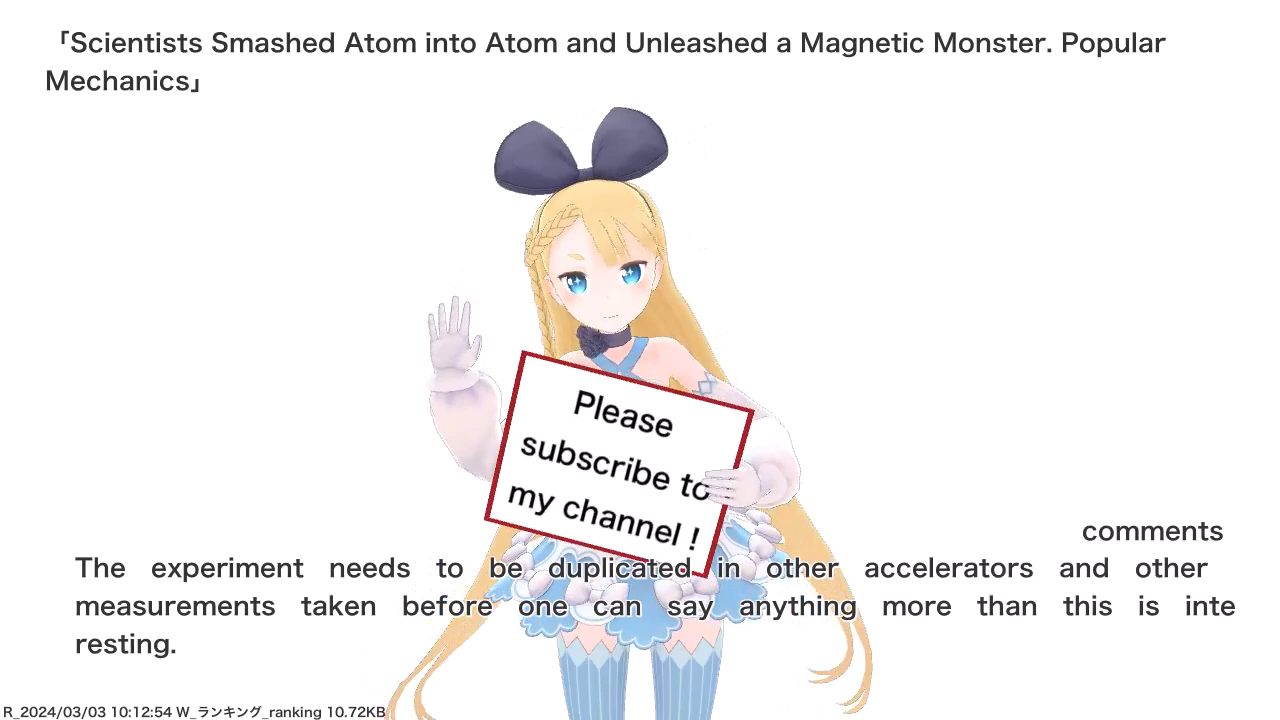 「Scientists Smashed Atom into Atom and Unleashed a Magnetic Monster. Popular
Mechanics」
Please
subscribe to
my channel !
comments
The experiment needs to be duplicated in other accelerators and other
measurements taken before one can say anything more than this is inte
resting.
R_2024/03/03 10:12:54 W_ランキング_ranking 10.72KB